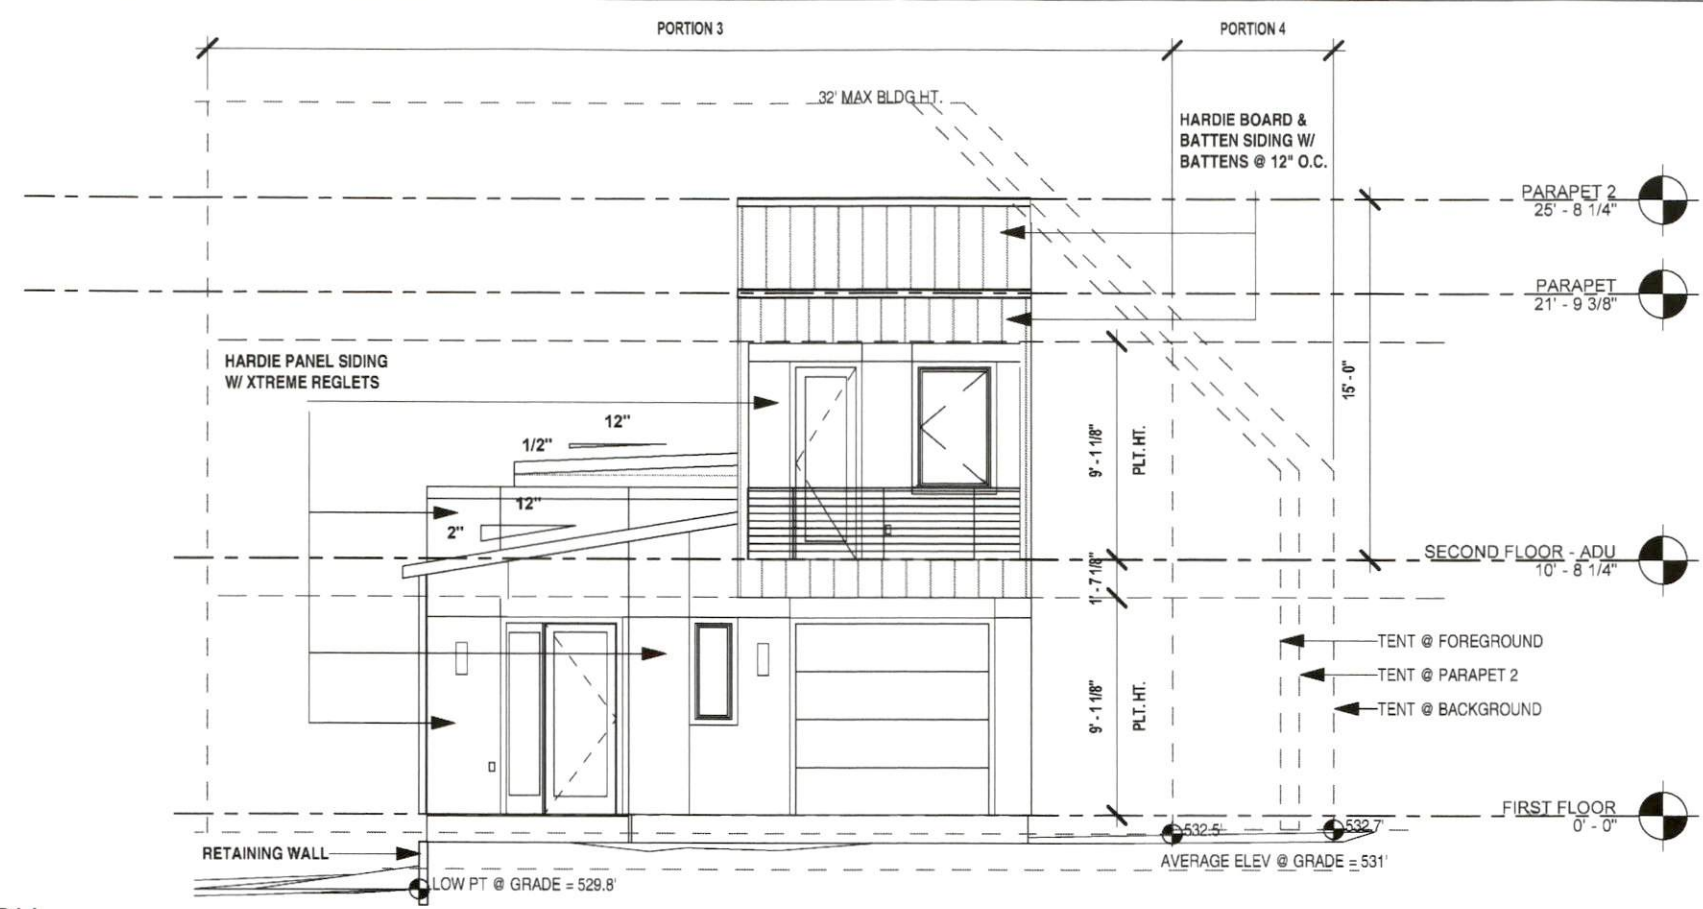 PORTION 3
PORTION 4
32' MAX BLDG HT.
HARDIE BOARD &
BATTEN SIDING W/
BATTENS @ 12" O.C.
PARAPET 2
25' - 8 1/4"
PARAPET
21' - 9 3/8"
HARDIE PANEL SIDING
W/ XTREME REGLETS
15' - 0"
12"
1/2"
9' - 1 1/8"
PLT. HT.
12"
2"
SECOND FLOOR - ADU
10' - 8 1/4"
1' - 7 1/8"
TENT @ FOREGROUND
TENT @ PARAPET 2
TENT @ BACKGROUND
9' - 1 1/8"
PLT. HT.
FIRST FLOOR
0' - 0"
532.5'
532.7'
RETAINING WALL
AVERAGE ELEV @ GRADE = 531'
LOW PT @ GRADE = 529.8'